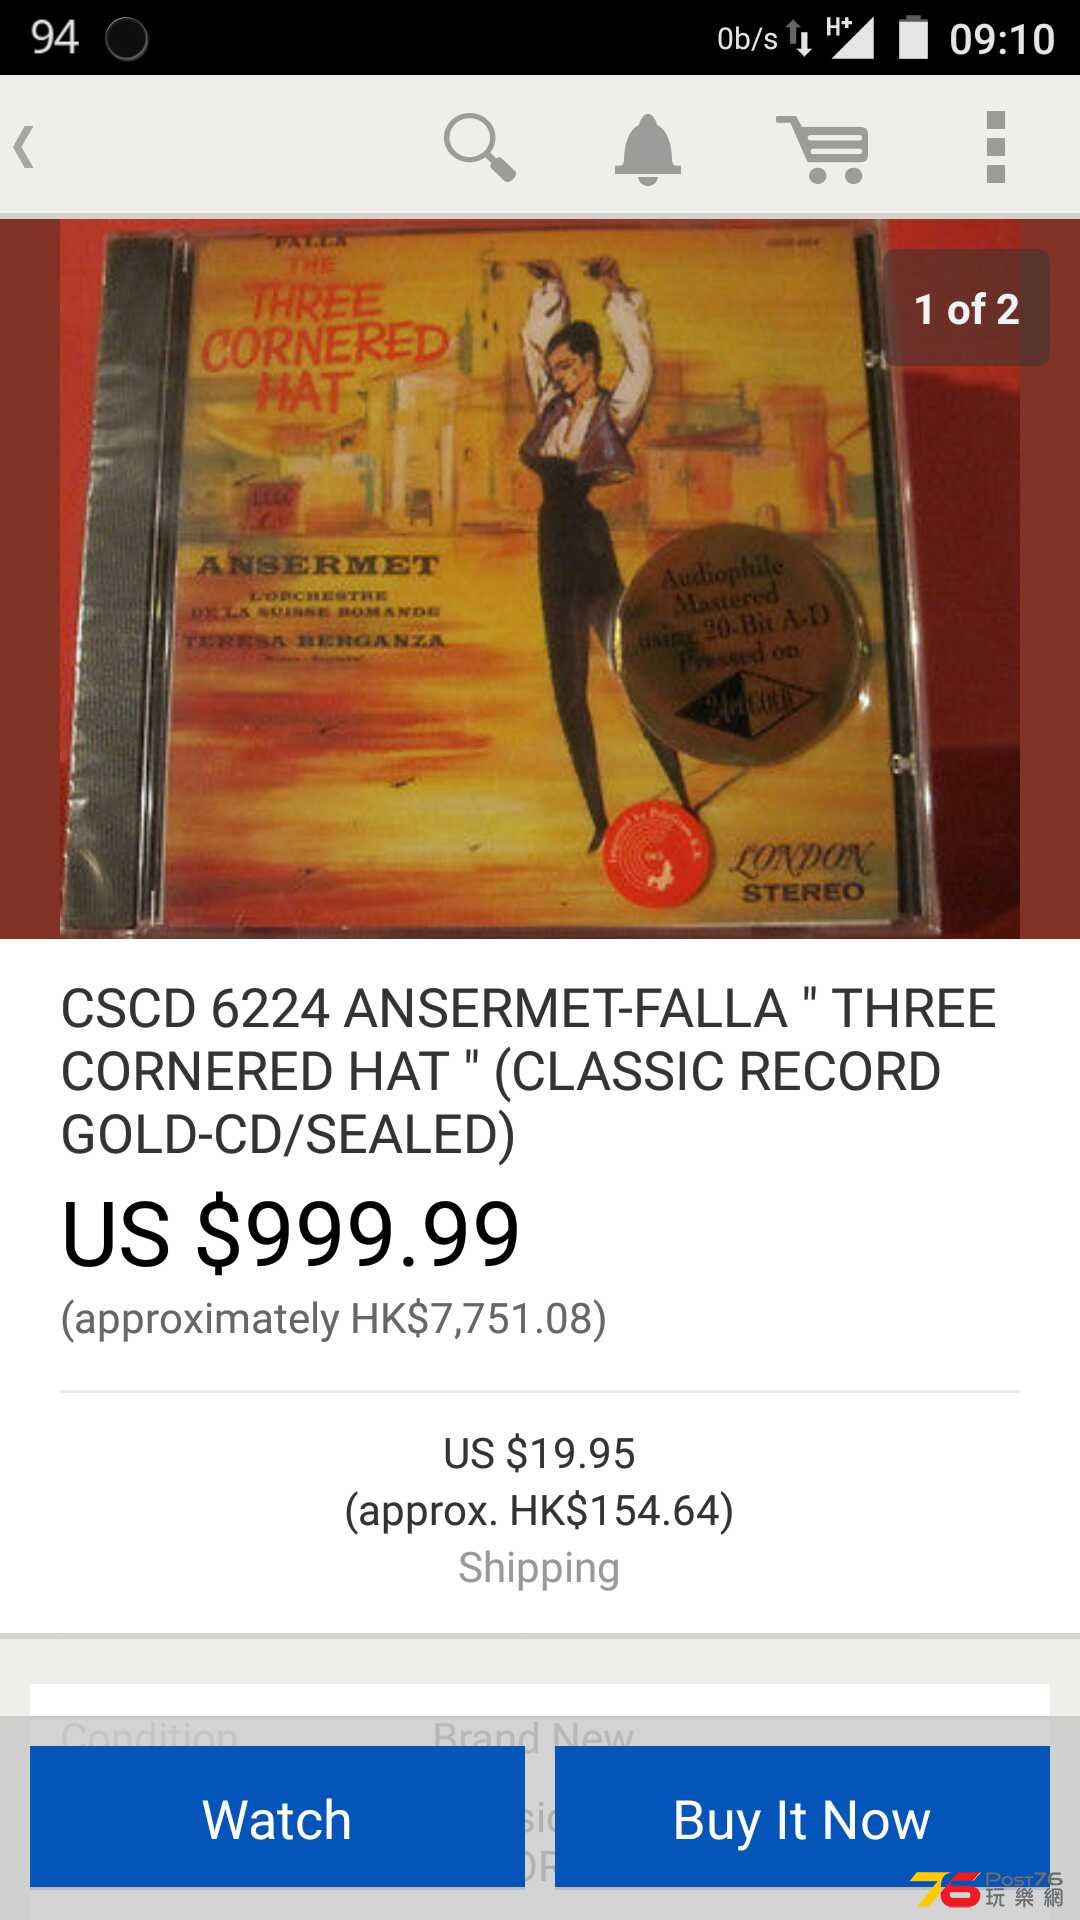 94
0b/s
H+
09:10
FALLA
THE
THREE
CORNERED
HAT
1 of 2
ANSERMET
L'ORCHESTRE
DE LA SUISSE ROMANDE
TERESA BERGANZA
Audiophile
Mastered
using 20-Bit A-D
Pressed on
GOLD
LONDON
STEREO
CSCD 6224 ANSERMET-FALLA " THREE
CORNERED HAT " (CLASSIC RECORD
GOLD-CD/SEALED)
US $999.99
(approximately HK$7,751.08)
US $19.95
(approx. HK$154.64)
Shipping
Condition
Brand New
Watch
Buy It Now
76
Post76
玩樂網